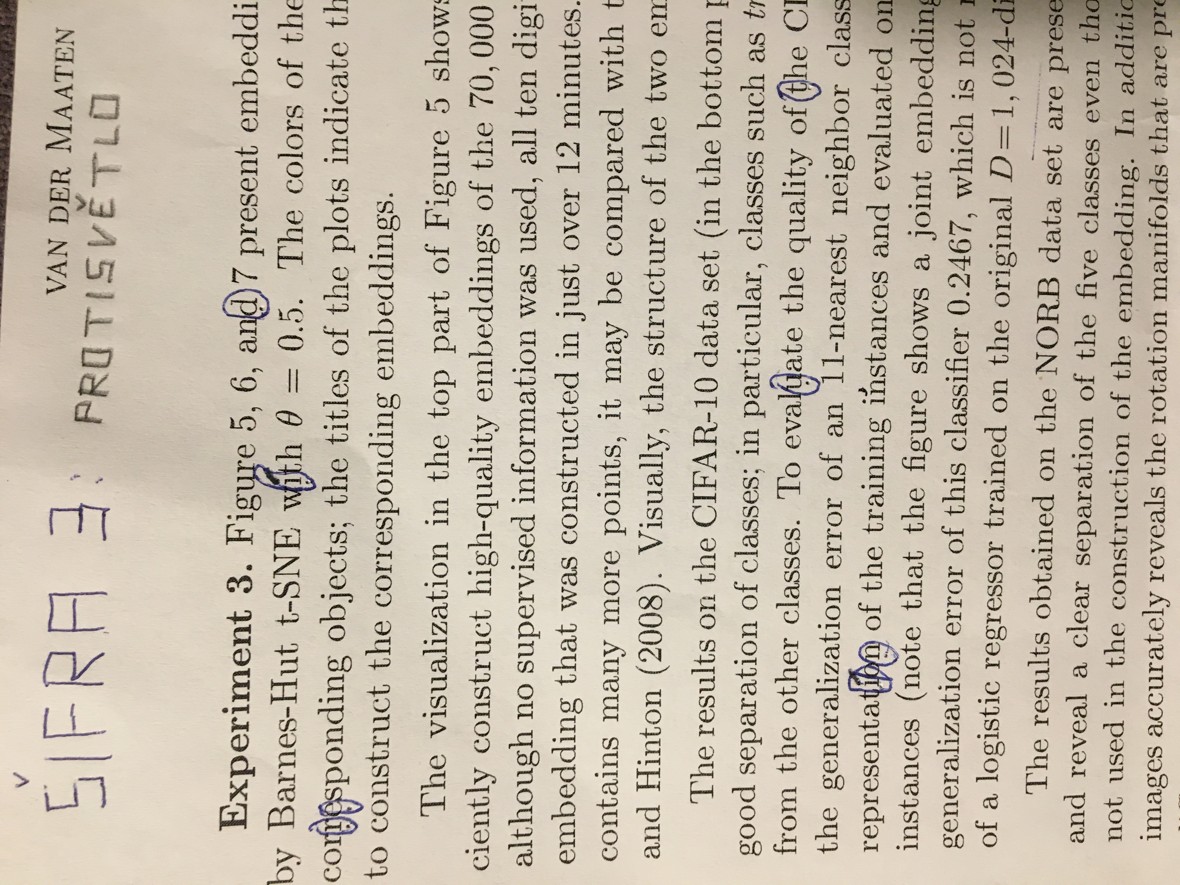 ŠIFRA 3:
VAN DER MAATEN
PROTISVĚTLO
Experiment 3. Figure 5, 6, and 7 present embeddi
by Barnes-Hut t-SNE with θ = 0.5. The colors of the
corresponding objects; the titles of the plots indicate th
to construct the corresponding embeddings.
The visualization in the top part of Figure 5 shows
ciently construct high-quality embeddings of the 70,000
although no supervised information was used, all ten digi
embedding that was constructed in just over 12 minutes.
contains many more points, it may be compared with t
and Hinton (2008). Visually, the structure of the two em
The results on the CIFAR-10 data set (in the bottom p
good separation of classes; in particular, classes such as tr
from the other classes. To evaluate the quality of the CI
the generalization error of an 11-nearest neighbor class
representation of the training instances and evaluated on
instances (note that the figure shows a joint embedding
generalization error of this classifier 0.2467, which is not
of a logistic regressor trained on the original D = 1,024-di
The results obtained on the NORB data set are prese
and reveal a clear separation of the five classes even tho
not used in the construction of the embedding. In additio
images accurately reveals the rotation manifolds that are pre